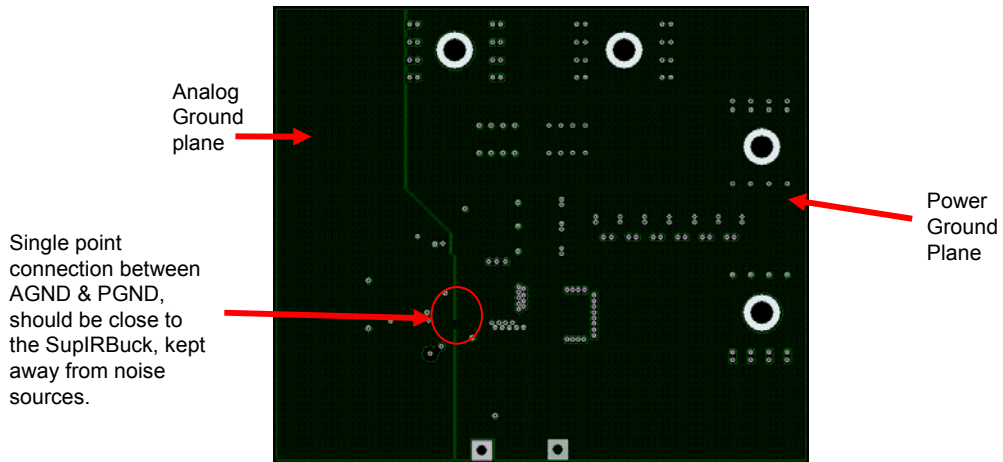 Analog
Ground
plane
Single point
connection between
AGND & PGND,
should be close to
the SupIRBuck, kept
away from noise
sources.
Power
Ground
Plane